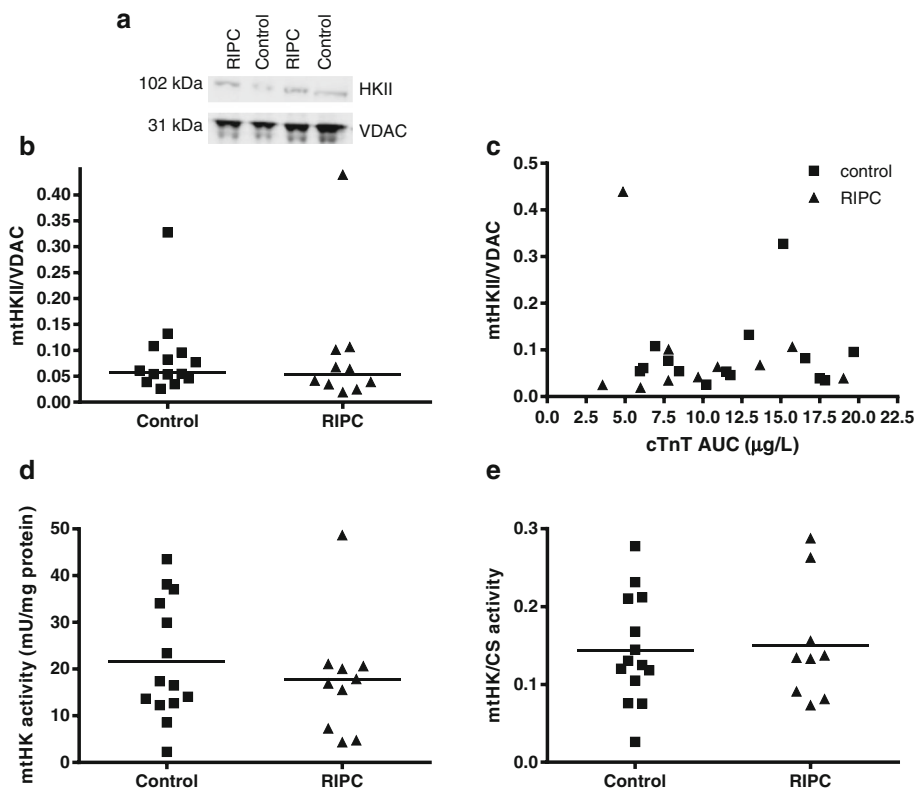 a
RIPC
Control
RIPC
Control
102 kDa
HKII
31 kDa
VDAC
b
mtHKII/VDAC
0.40
0.35
0.30
0.25
0.20
0.15
0.10
0.05
0.00
Control
RIPC
c
mtHKII/VDAC
0.5
0.4
0.3
0.2
0.1
0.0
0.0
2.5
5.0
7.5
10.0
12.5
15.0
17.5
20.0
22.5
cTnT AUC (µg/L)
control
RIPC
d
mtHK activity (mU/mg protein)
50
40
30
20
10
0
Control
RIPC
e
mtHK/CS activity
0.3
0.2
0.1
0.0
Control
RIPC